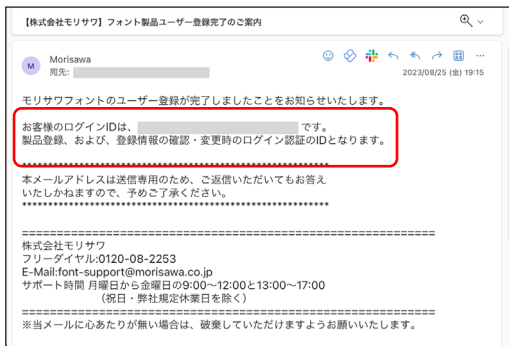 【株式会社モリサワ】フォント製品ユーザー登録完了のご案内
M
Morisawa
宛先:
2023/08/25 (金) 19:15
モリサワフォントのユーザー登録が完了しましたことをお知らせいたします。
お客様のログインIDは、 です。
製品登録、および、登録情報の確認・変更時のログイン認証のIDとなります。
************************************************************
本メールアドレスは送信専用のため、ご返信いただいてもお答え
いたしかねますので、予めご了承ください。
************************************************************
============================================================
株式会社モリサワ
フリーダイヤル:0120-08-2253
E-Mail:font-support@morisawa.co.jp
サポート時間 月曜日から金曜日の9:00～12:00と13:00～17:00
（祝日・弊社規定休業日を除く）
============================================================
※当メールに心あたりが無い場合は、破棄していただけますようお願いいたします。